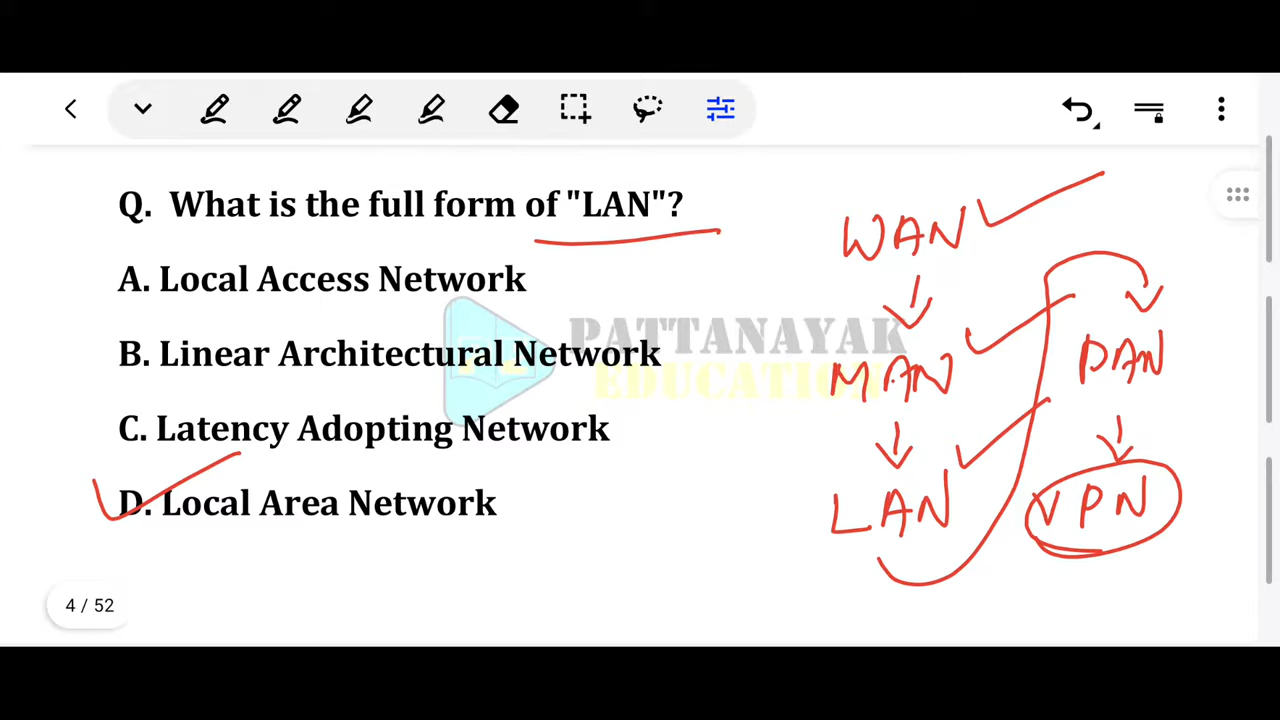 Q. What is the full form of "LAN"?
A. Local Access Network
B. Linear Architectural Network
C. Latency Adopting Network
D. Local Area Network
WAN
MAN
LAN
PAN
VPN
PATTANAYAK
EDUCATION
4 / 52